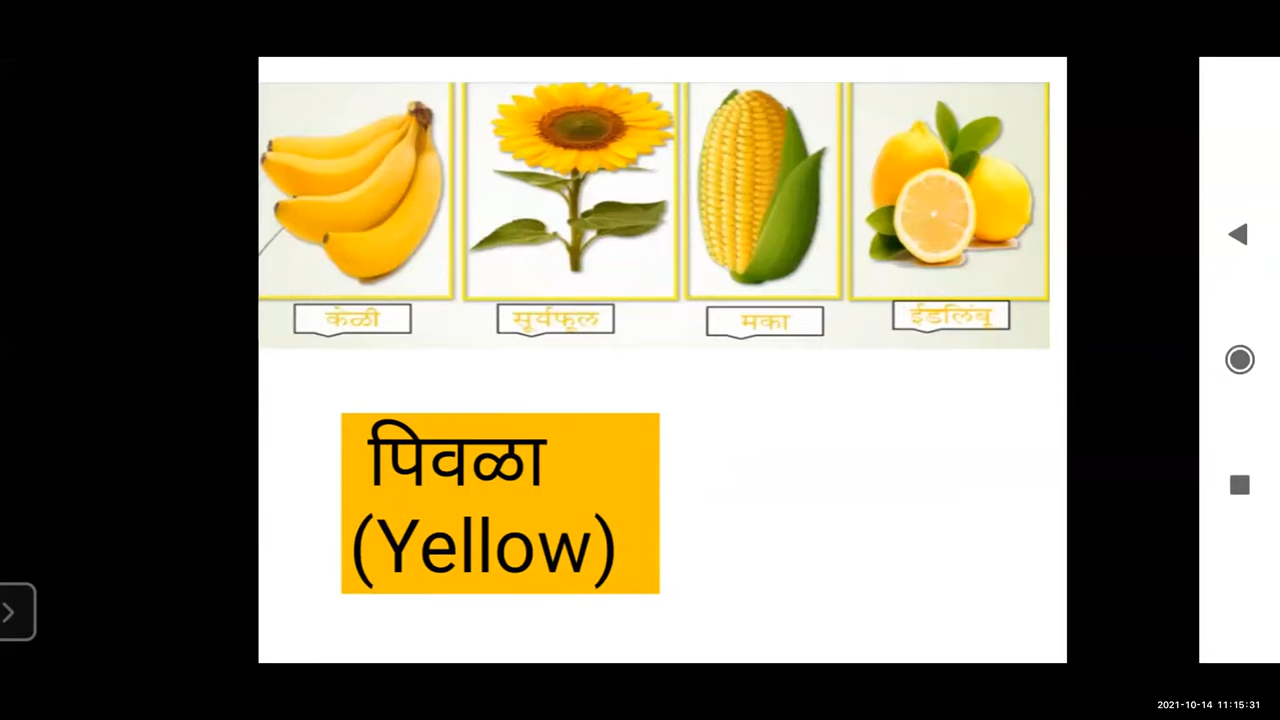 केळी
सूर्यफूल
मका
ईडलिंबू
पिवळा
(Yellow)
2021-10-14 11:15:31